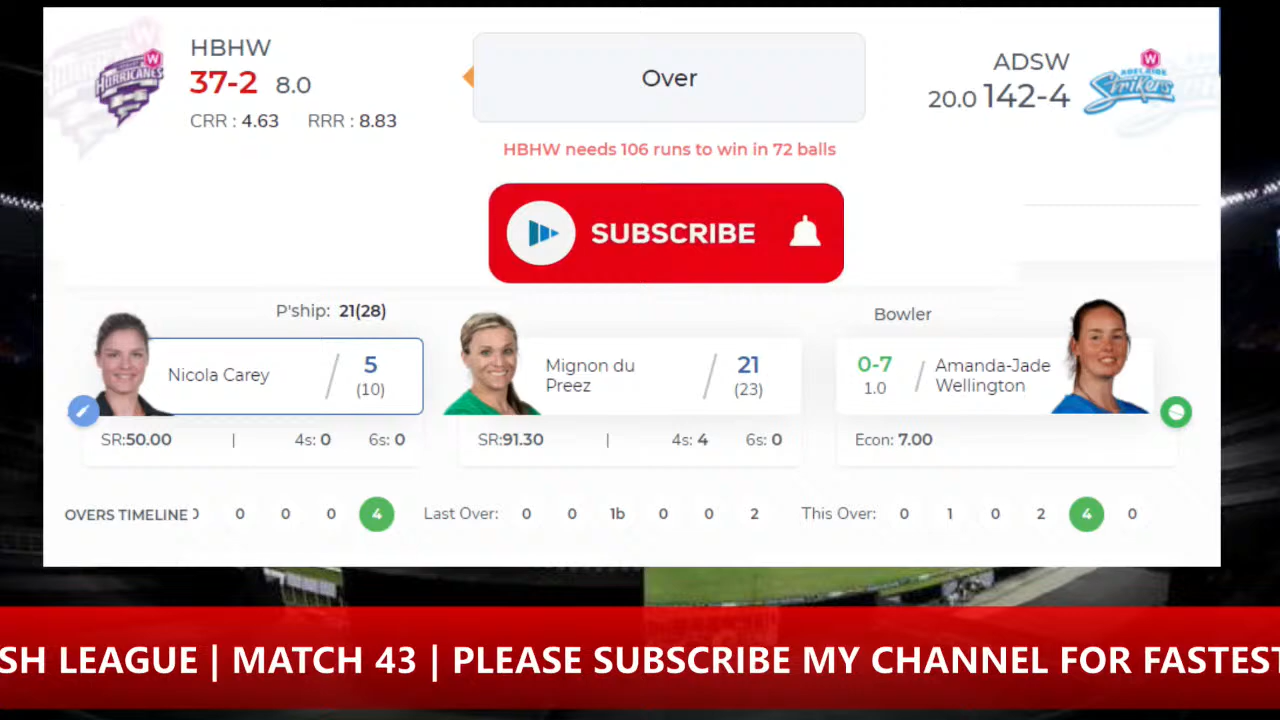 HBHW
37-2 8.0
CRR : 4.63 RRR : 8.83
HURRICANES
W
Over
HBHW needs 106 runs to win in 72 balls
ADSW
20.0 142-4
W
ADELAIDE
Strikers
SUBSCRIBE
P'ship: 21(28)
Nicola Carey / 5
(10)
SR:50.00 | 4s: 0 6s: 0
Mignon du
Preez / 21
(23)
SR:91.30 | 4s: 4 6s: 0
Bowler
0-7
1.0 / Amanda-Jade
Wellington
Econ: 7.00
OVERS TIMELINE 0 0 0 0 4 Last Over: 0 0 1b 0 0 2 This Over: 0 1 0 2 4 0
SH LEAGUE | MATCH 43 | PLEASE SUBSCRIBE MY CHANNEL FOR FASTEST